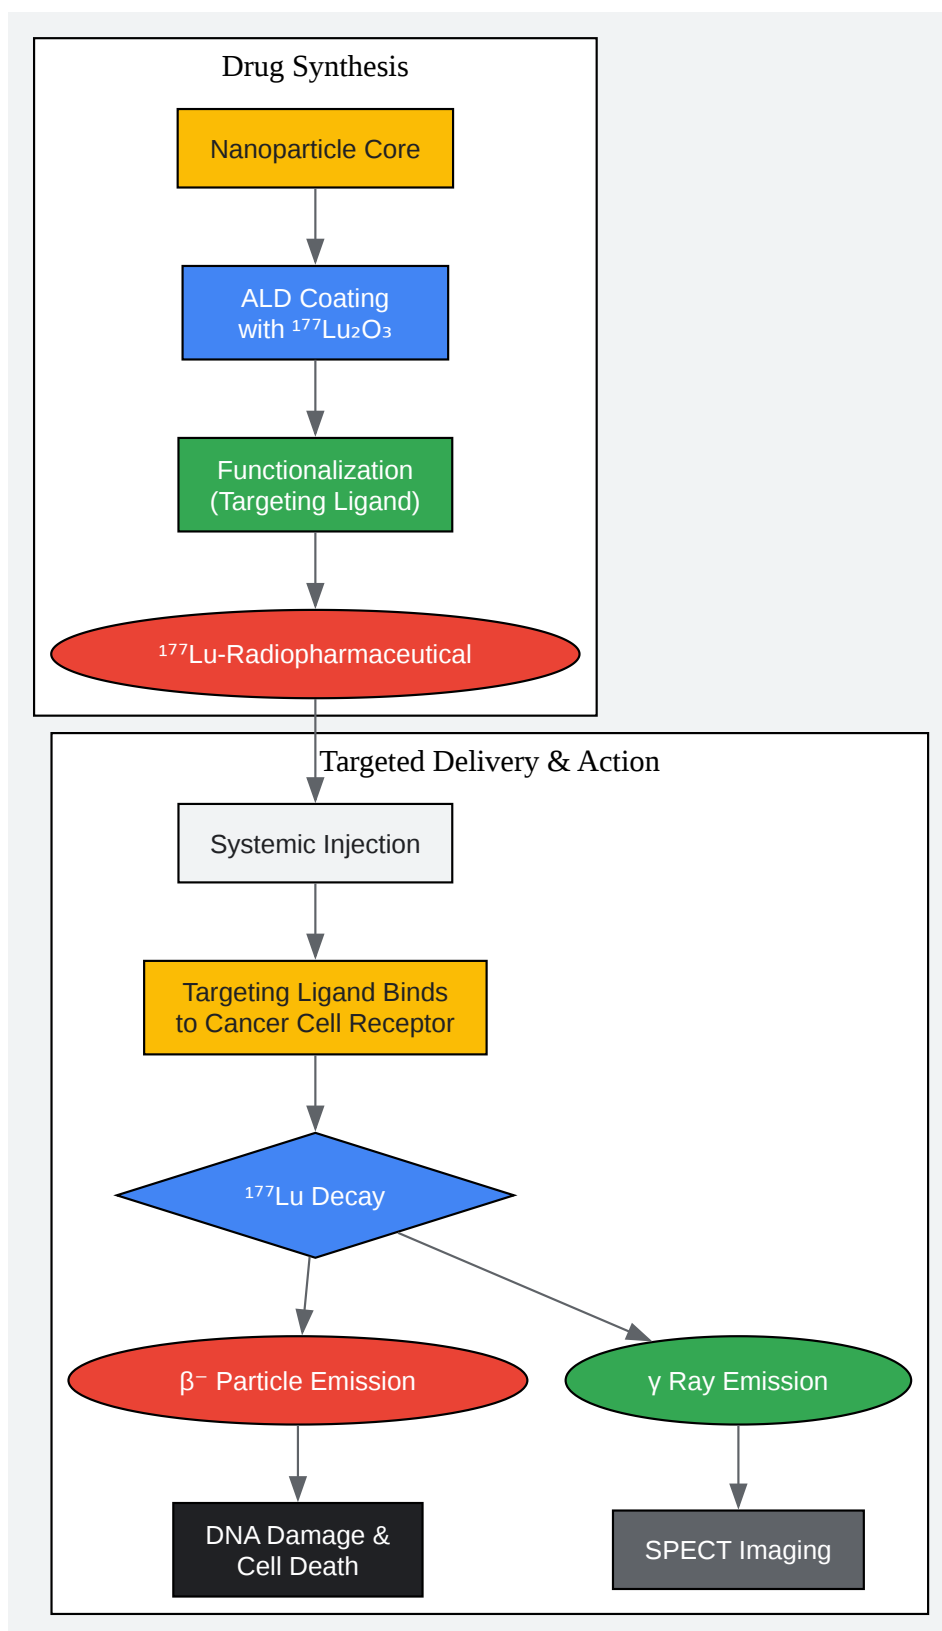 Drug Synthesis
Nanoparticle Core
ALD Coating
with ¹⁷⁷Lu₂O₃
Functionalization
(Targeting Ligand)
¹⁷⁷Lu-Radiopharmaceutical
Targeted Delivery & Action
Systemic Injection
Targeting Ligand Binds
to Cancer Cell Receptor
¹⁷⁷Lu Decay
β⁻ Particle Emission
γ Ray Emission
DNA Damage &
Cell Death
SPECT Imaging